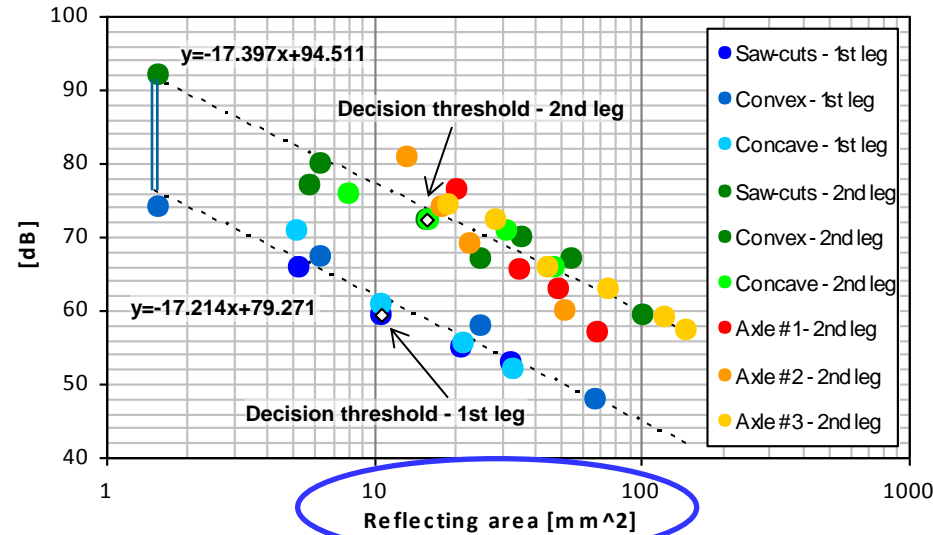 100
90
80
70
60
50
40
[dB]
y=-17.397x+94.511
Decision threshold - 2nd leg
y=-17.214x+79.271
Decision threshold - 1st leg
1
10
100
1000
Reflecting area [mm^2]
Saw-cuts - 1st leg
Convex - 1st leg
Concave - 1st leg
Saw-cuts - 2nd leg
Convex - 2nd leg
Concave - 2nd leg
Axle #1- 2nd leg
Axle #2 - 2nd leg
Axle #3 - 2nd leg